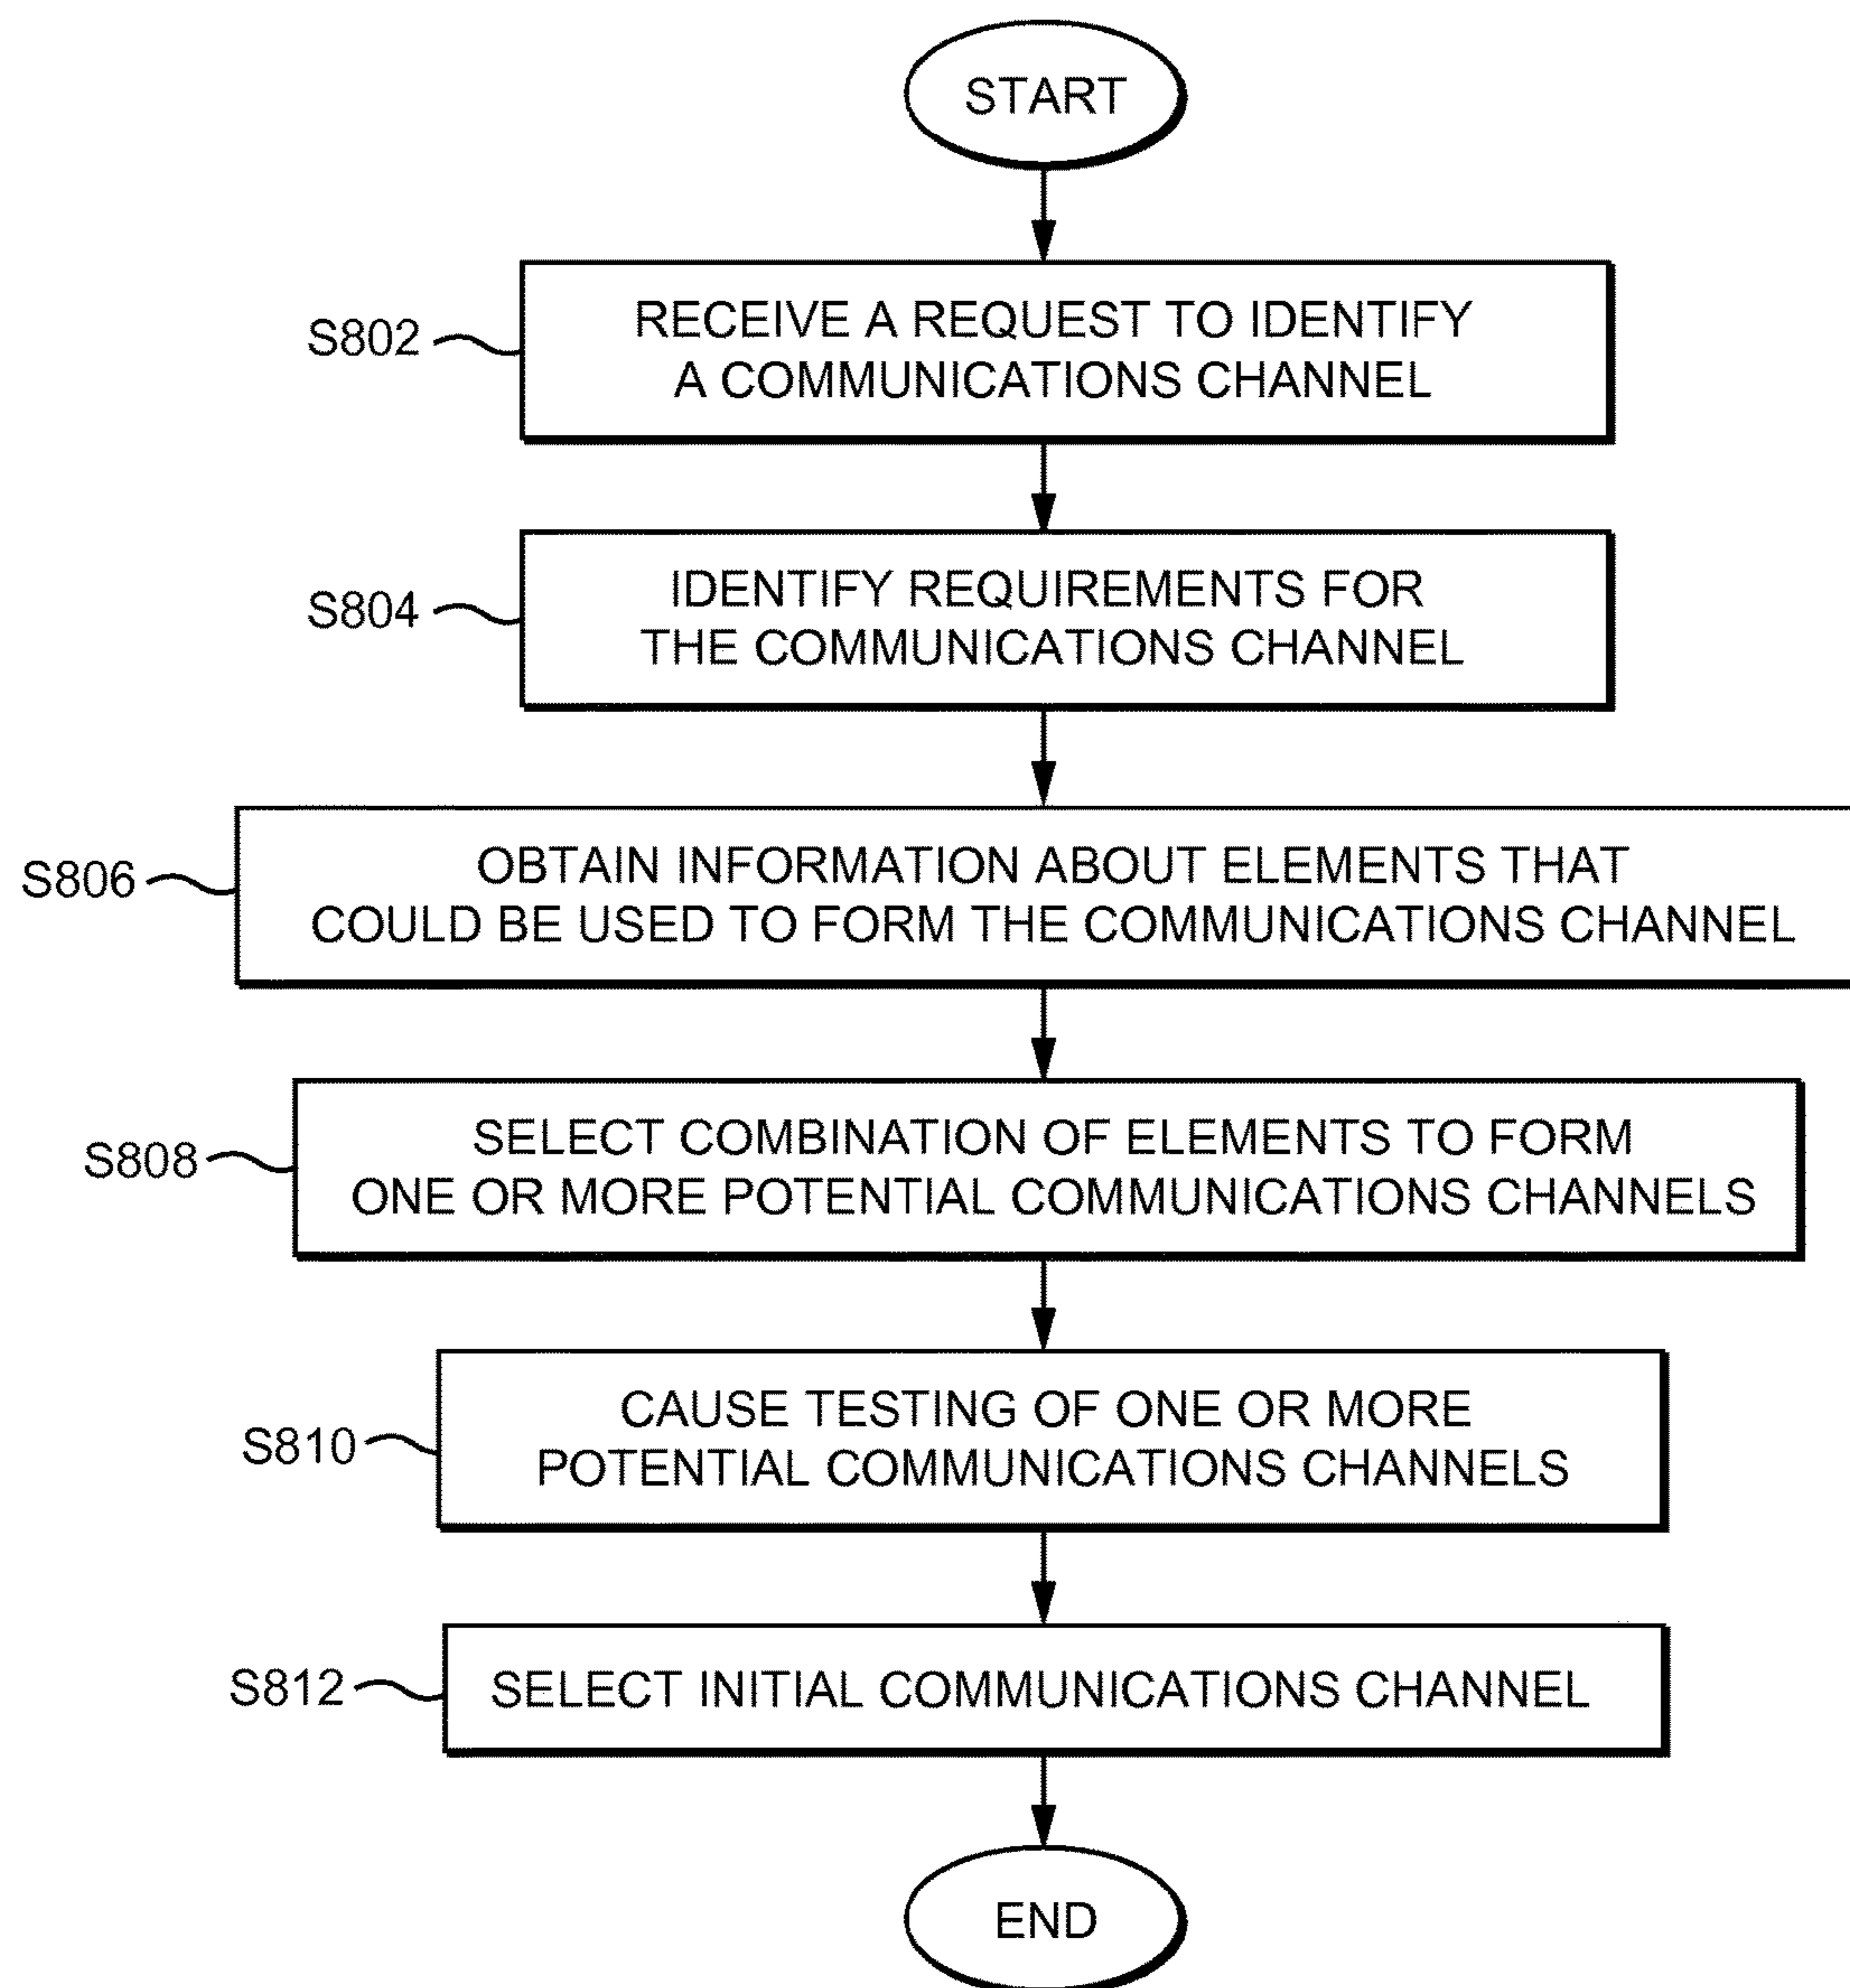 START
S802
RECEIVE A REQUEST TO IDENTIFY
A COMMUNICATIONS CHANNEL
S804
IDENTIFY REQUIREMENTS FOR
THE COMMUNICATIONS CHANNEL
S806
OBTAIN INFORMATION ABOUT ELEMENTS THAT
COULD BE USED TO FORM THE COMMUNICATIONS CHANNEL
S808
SELECT COMBINATION OF ELEMENTS TO FORM
ONE OR MORE POTENTIAL COMMUNICATIONS CHANNELS
S810
CAUSE TESTING OF ONE OR MORE
POTENTIAL COMMUNICATIONS CHANNELS
S812
SELECT INITIAL COMMUNICATIONS CHANNEL
END